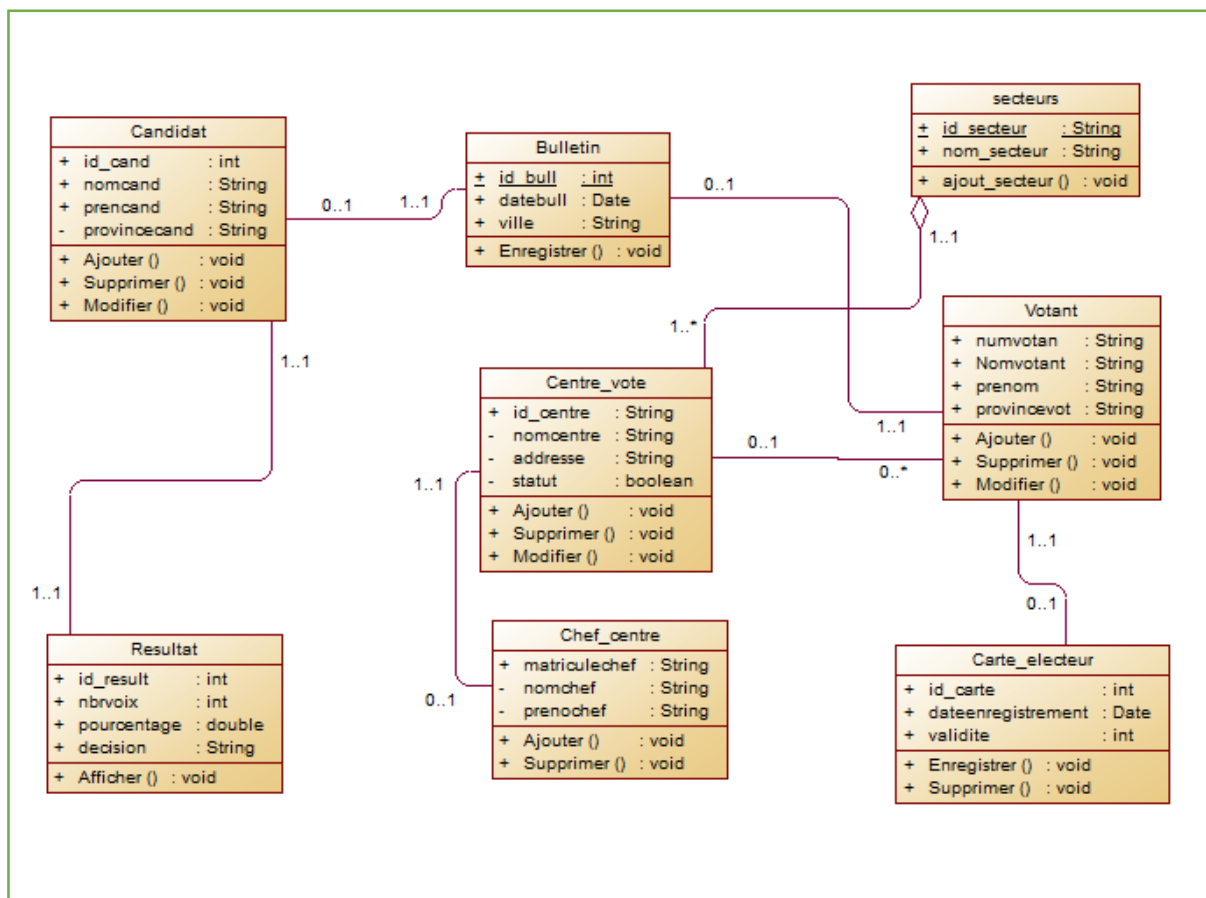 secteurs
+ id_secteur : String
+ nom_secteur : String
+ ajout_secteur () : void
Candidat
+ id_cand : int
+ nomcand : String
+ prencand : String
- provincecand : String
+ Ajouter () : void
+ Supprimer () : void
+ Modifier () : void
Bulletin
+ id_bull : int
+ datebull : Date
+ ville : String
+ Enregistrer () : void
0..1
1..1
0..1
1..1
1..*
1..1
Votant
+ numvotan : String
+ Nomvotant : String
+ prenom : String
+ provincevot : String
+ Ajouter () : void
+ Supprimer () : void
+ Modifier () : void
Centre_vote
+ id_centre : String
- nomcentre : String
- addresse : String
- statut : boolean
+ Ajouter () : void
+ Supprimer () : void
+ Modifier () : void
1..1
0..1
0..*
1..1
1..1
0..1
1..1
Resultat
+ id_result : int
+ nbrvoix : int
+ pourcentage : double
+ decision : String
+ Afficher () : void
Chef_centre
+ matriculechef : String
- nomchef : String
- prenochef : String
+ Ajouter () : void
+ Supprimer () : void
0..1
Carte_electeur
+ id_carte : int
+ dateenregistrement : Date
+ validite : int
+ Enregistrer () : void
+ Supprimer () : void